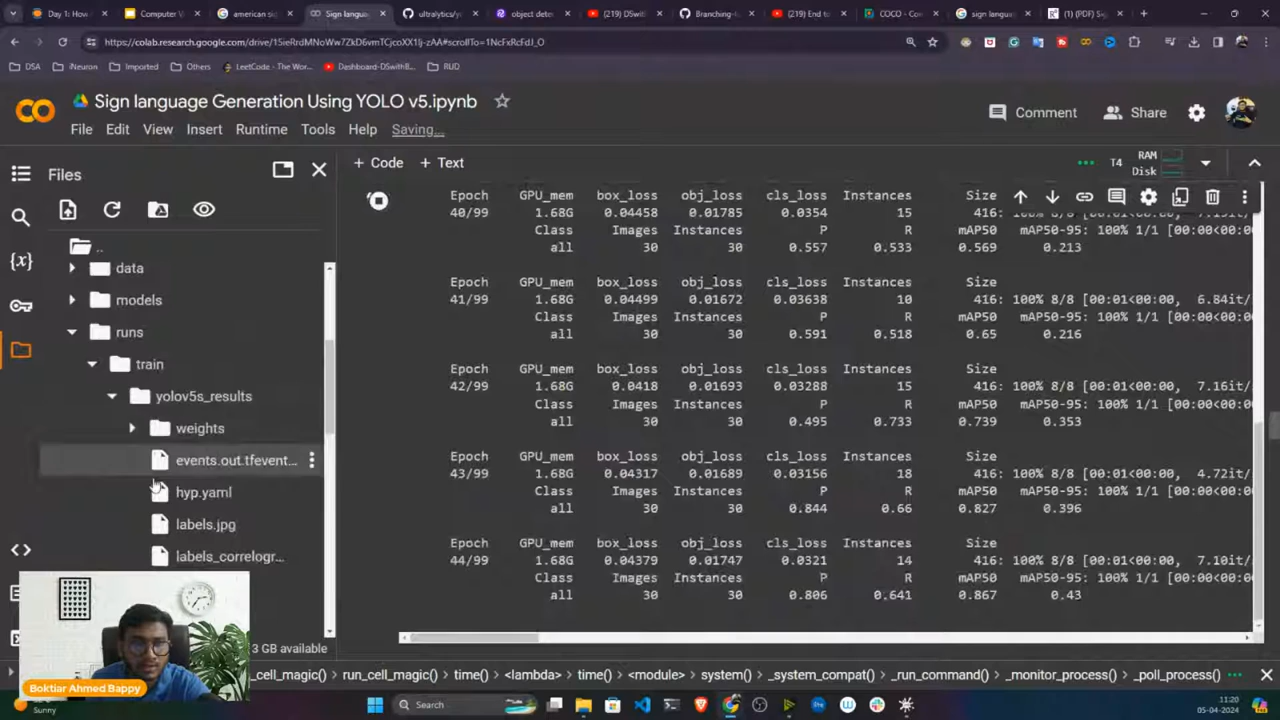 Day 1: How
Computer V
american si
Sign langu
ultralytics/y
object dete
(219) DSwith
Branching-I
(219) End to
COCO - Co
sign langua
(1) (PDF) Si
https://colab.research.google.com/drive/15ieRrdMNoWw7ZkD6vmTCjcoXX1Ij-zAA#scrollTo=1NcFxRcFdJ_O
DSA
iNeuron
Imported
Others
LeetCode - The Wor...
Dashboard-DSwithB...
RUD
Sign language Generation Using YOLO v5.ipynb
Comment
Share
File Edit View Insert Runtime Tools Help Saving...
Files
+ Code + Text
T4
RAM
Disk
..
data
models
runs
train
yolov5s_results
weights
events.out.tfevent...
hyp.yaml
labels.jpg
labels_correlogr...
3 GB available
Epoch GPU_mem box_loss obj_loss cls_loss Instances Size
40/99 1.68G 0.04458 0.01785 0.0354 15 416:
Class Images Instances P R mAP50 mAP50-95: 100% 1/1 [00:00<00:00,
all 30 30 0.557 0.533 0.569 0.213
Epoch GPU_mem box_loss obj_loss cls_loss Instances Size
41/99 1.68G 0.04499 0.01672 0.03638 10 416: 100% 8/8 [00:01<00:00, 6.84it/
Class Images Instances P R mAP50 mAP50-95: 100% 1/1 [00:00<00:00,
all 30 30 0.591 0.518 0.65 0.216
Epoch GPU_mem box_loss obj_loss cls_loss Instances Size
42/99 1.68G 0.0418 0.01693 0.03288 15 416: 100% 8/8 [00:01<00:00, 7.16it/
Class Images Instances P R mAP50 mAP50-95: 100% 1/1 [00:00<00:00,
all 30 30 0.495 0.733 0.739 0.353
Epoch GPU_mem box_loss obj_loss cls_loss Instances Size
43/99 1.68G 0.04317 0.01689 0.03156 18 416: 100% 8/8 [00:01<00:00, 4.72it/
Class Images Instances P R mAP50 mAP50-95: 100% 1/1 [00:00<00:00,
all 30 30 0.844 0.66 0.827 0.396
Epoch GPU_mem box_loss obj_loss cls_loss Instances Size
44/99 1.68G 0.04379 0.01747 0.0321 14 416: 100% 8/8 [00:01<00:00, 7.10it/
Class Images Instances P R mAP50 mAP50-95: 100% 1/1 [00:00<00:00,
all 30 30 0.806 0.641 0.867 0.43
_cell_magic() run_cell_magic() time() <lambda> time() <module> system() _system_compat() _run_command() _monitor_process() _poll_process()
Boktiar Ahmed Bappy
Sunny
Search
11:20
05-04-2024